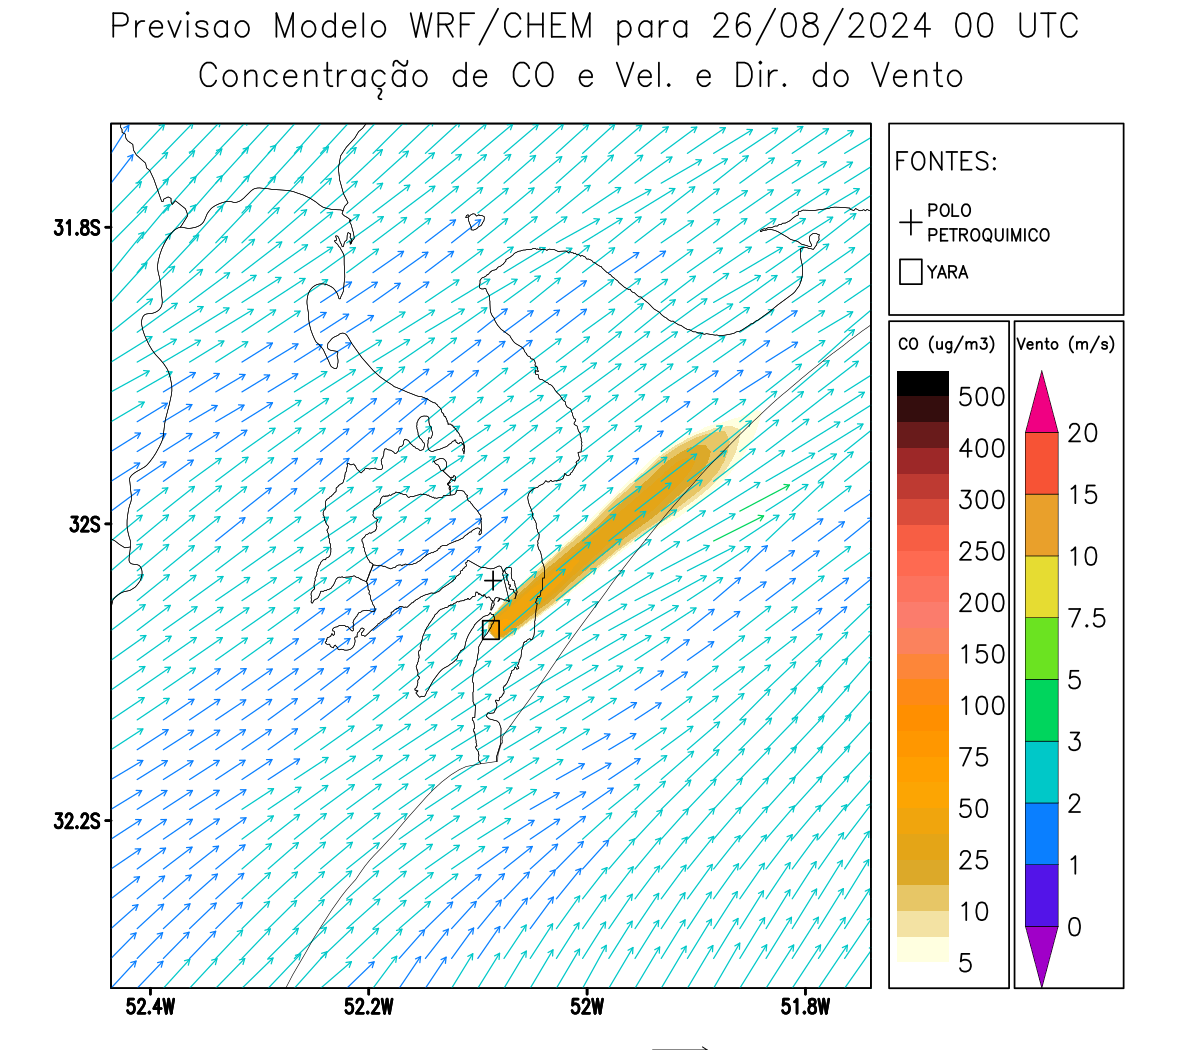 Previsao Modelo WRF/CHEM para 26/08/2024 00 UTC
Concentração de CO e Vel. e Dir. do Vento
FONTES:
POLO
PETROQUIMICO
YARA
CO (ug/m3)
500
400
300
250
200
150
100
75
50
25
10
5
Vento (m/s)
20
15
10
7.5
5
3
2
1
0
31.8S
32S
32.2S
52.4W
52.2W
52W
51.8W